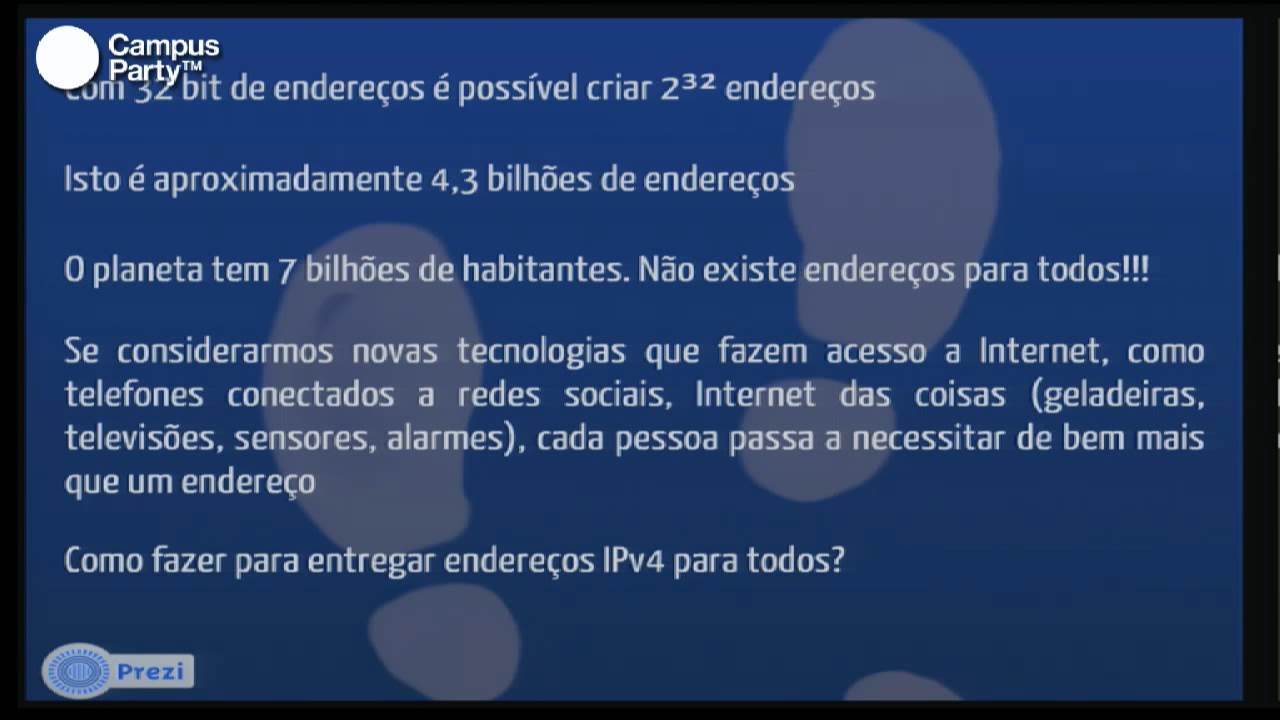 Campus
Party™
Com 32 bit de endereços é possível criar 2³² endereços
Isto é aproximadamente 4,3 bilhões de endereços
O planeta tem 7 bilhões de habitantes. Não existe endereços para todos!!!
Se considerarmos novas tecnologias que fazem acesso a Internet, como
telefones conectados a redes sociais, Internet das coisas (geladeiras,
televisões, sensores, alarmes), cada pessoa passa a necessitar de bem mais
que um endereço
Como fazer para entregar endereços IPv4 para todos?
Prezi